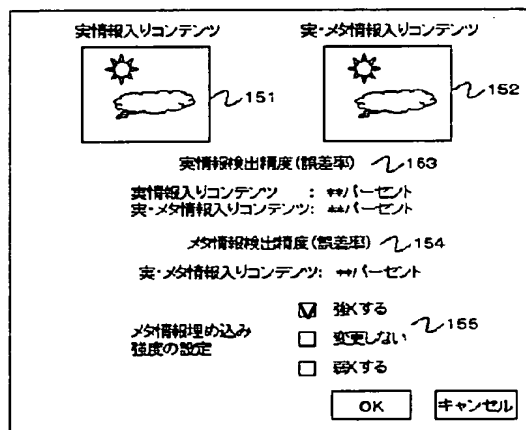 実情報入りコンテンツ 実・メタ情報入りコンテンツ
151 152
実情報検出精度(誤差率) 163
実情報入りコンテンツ : **パーセント
実・メタ情報入りコンテンツ: **パーセント
メタ情報検出精度(誤差率) 154
実・メタ情報入りコンテンツ: **パーセント
強くする
メタ情報埋め込み 変更しない 155
強度の設定
弱くする
OK キャンセル